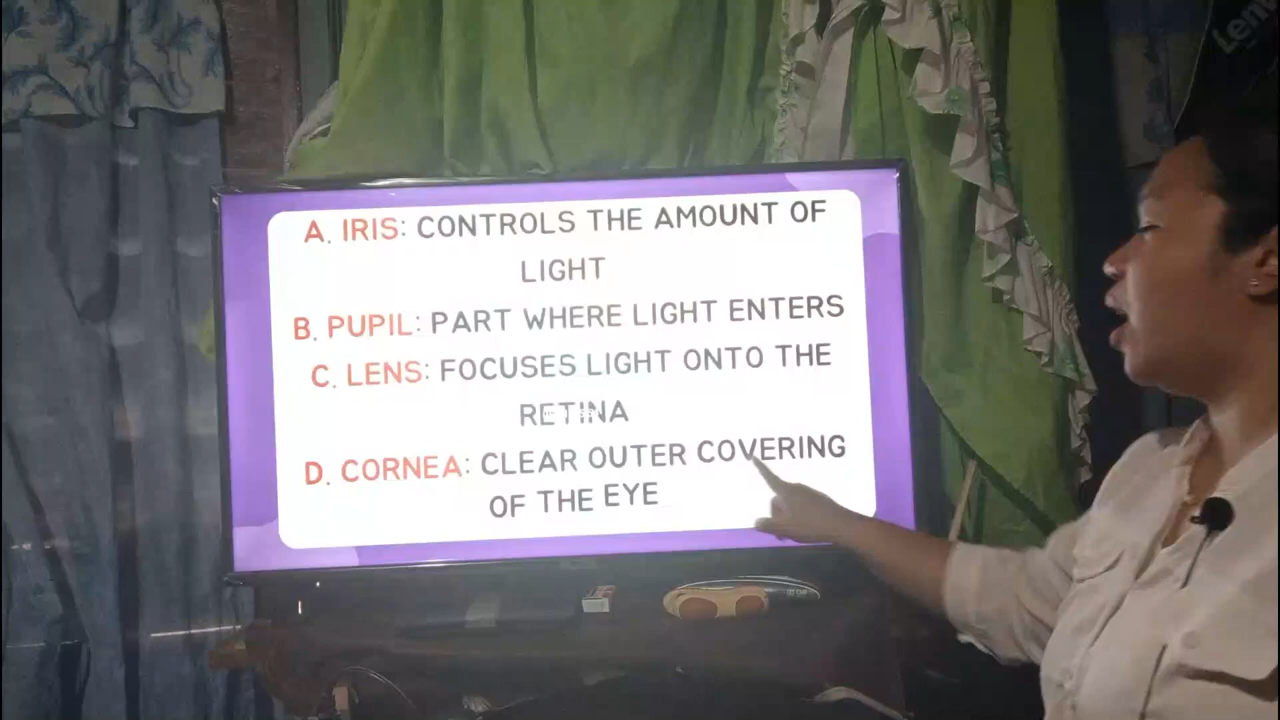 A. IRIS: CONTROLS THE AMOUNT OF
LIGHT
B. PUPIL: PART WHERE LIGHT ENTERS
C. LENS: FOCUSES LIGHT ONTO THE
RETINA
D. CORNEA: CLEAR OUTER COVERING
OF THE EYE